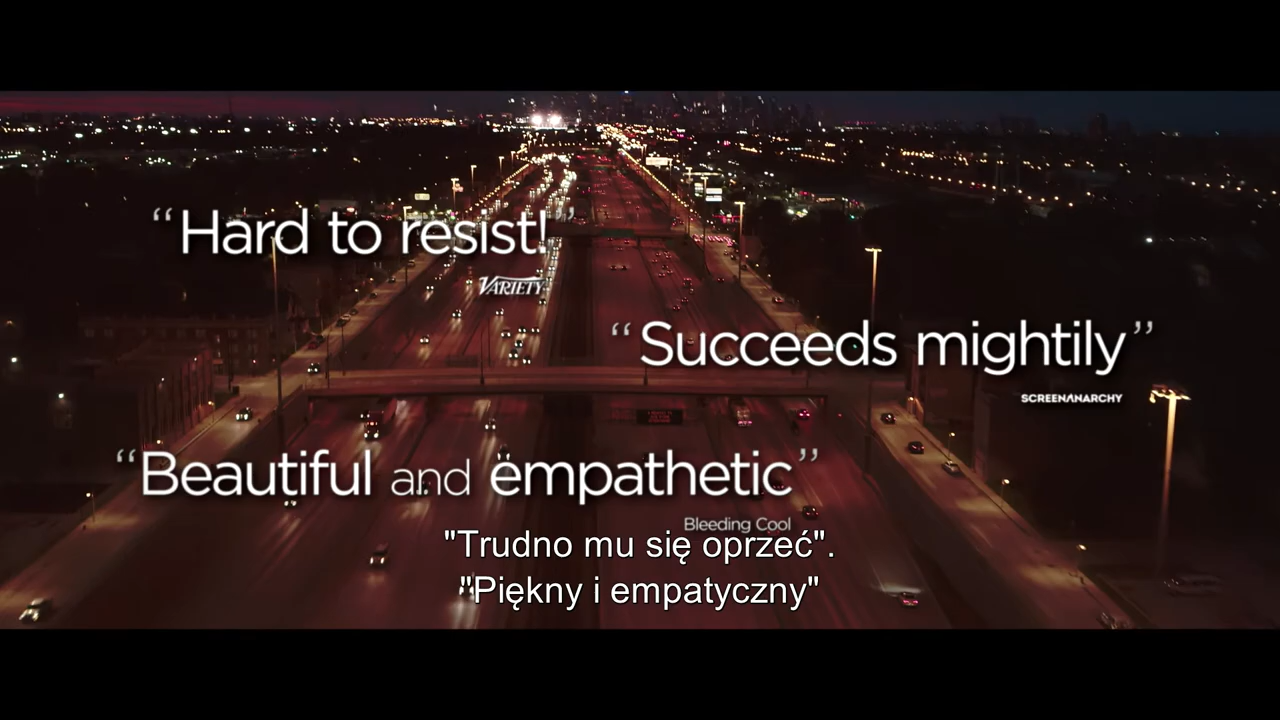 “Hard to resist!”
VARIETY
“Succeeds mightily”
SCREENANARCHY
“Beautiful and empathetic”
Bleeding Cool
"Trudno mu się oprzeć".
"Piękny i empatyczny"